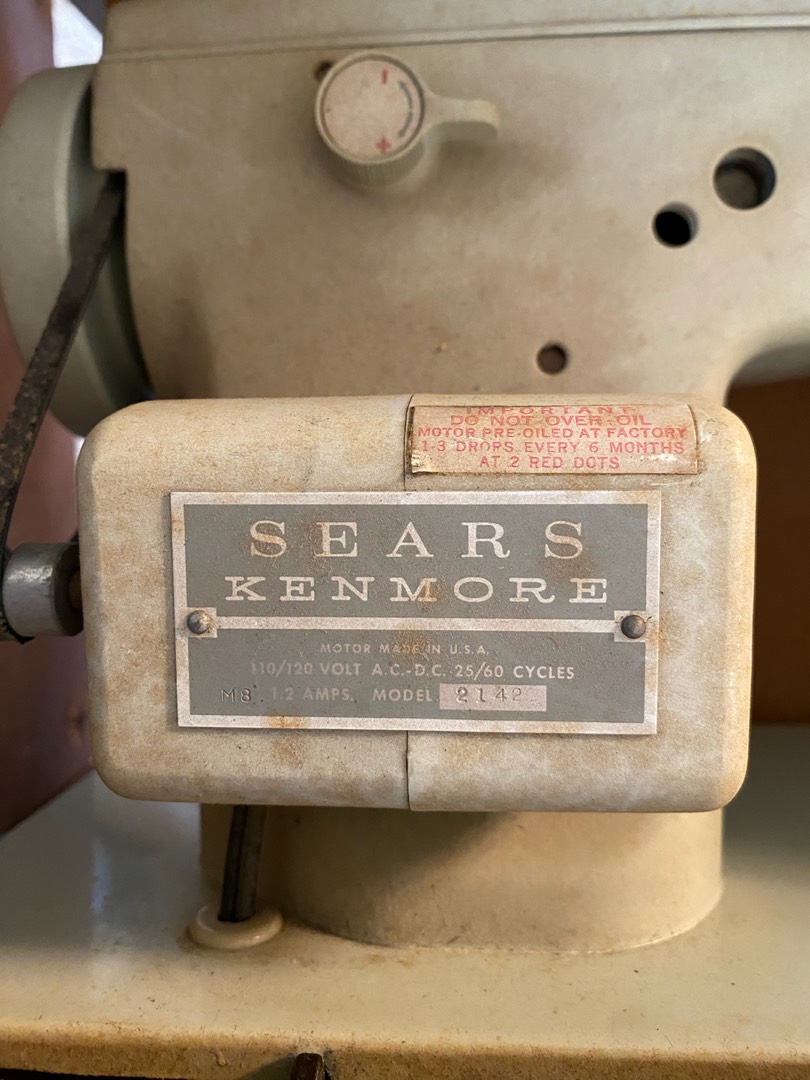 -
+
IMPORTANT
DO NOT OVER-OIL
MOTOR PRE-OILED AT FACTORY
1-3 DROPS EVERY 6 MONTHS
AT 2 RED DOTS
SEARS
KENMORE
MOTOR MADE IN U.S.A.
110/120 VOLT A.C.-D.C. 25/60 CYCLES
M8 1.2 AMPS. MODEL 2142